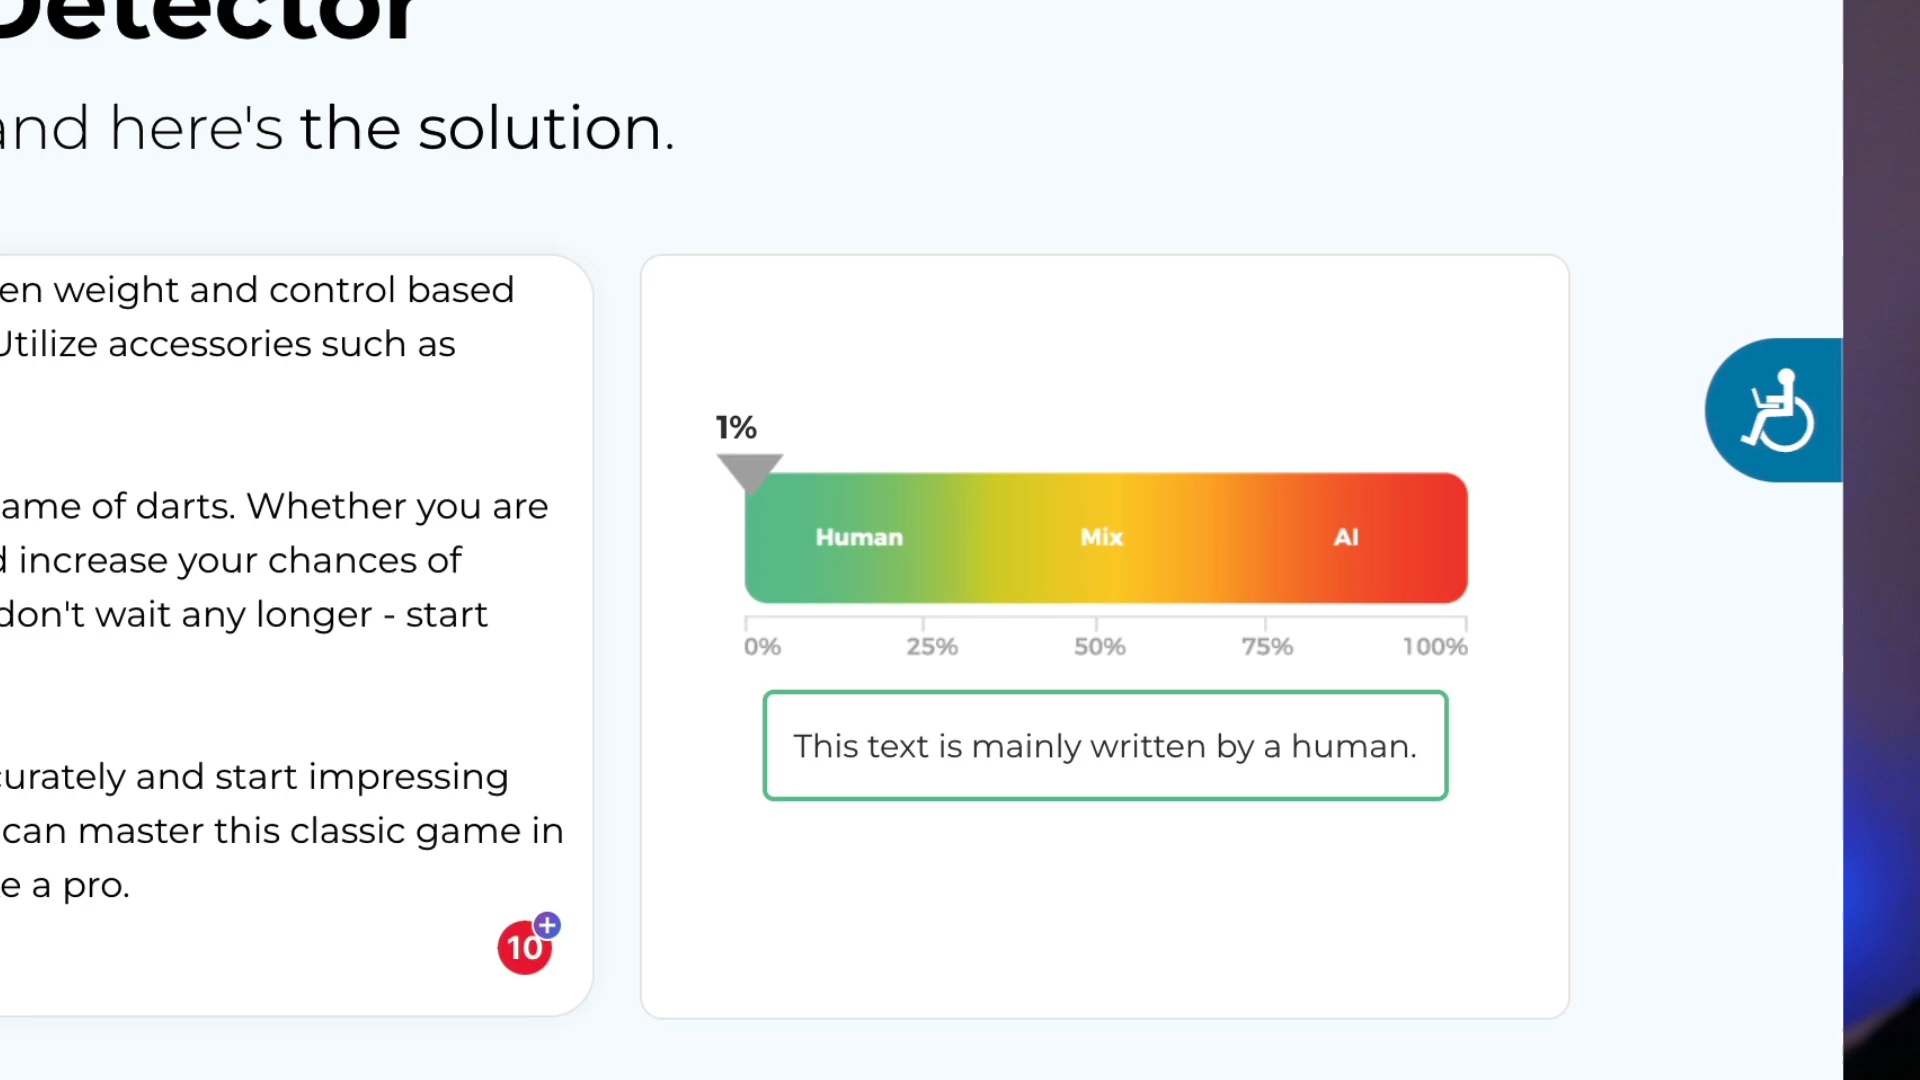 Detector
and here's the solution.
en weight and control based
Utilize accessories such as
ame of darts. Whether you are
d increase your chances of
don't wait any longer - start
curately and start impressing
can master this classic game in
e a pro.
10
+
1%
Human
Mix
AI
0%
25%
50%
75%
100%
This text is mainly written by a human.